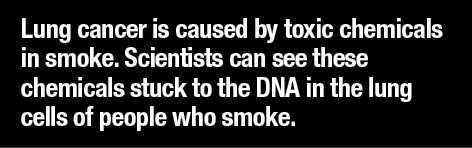 Lung cancer is caused by toxic chemicals
in smoke. Scientists can see these
chemicals stuck to the DNA in the lung
cells of people who smoke.